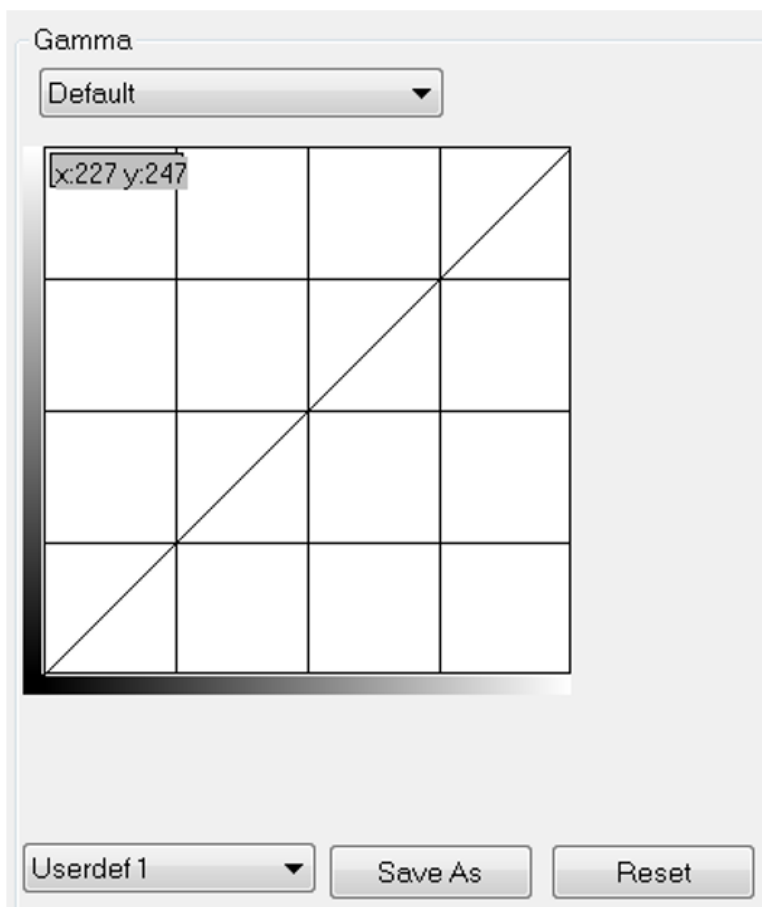 Gamma
Default
x:227 y:247
Userdef 1
Save As
Reset